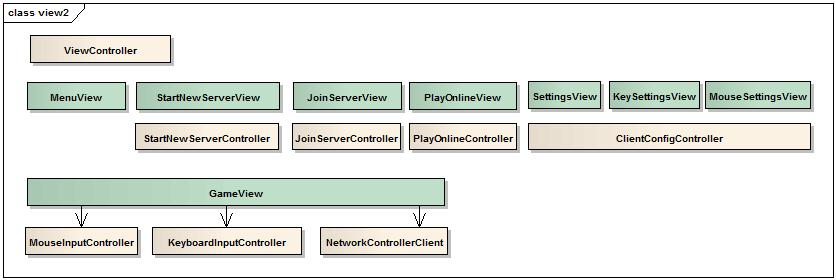 class view2
ViewController
MenuView
StartNewServerView
JoinServerView
PlayOnlineView
SettingsView
KeySettingsView
MouseSettingsView
StartNewServerController
JoinServerController
PlayOnlineController
ClientConfigController
GameView
MouseInputController
KeyboardInputController
NetworkControllerClient